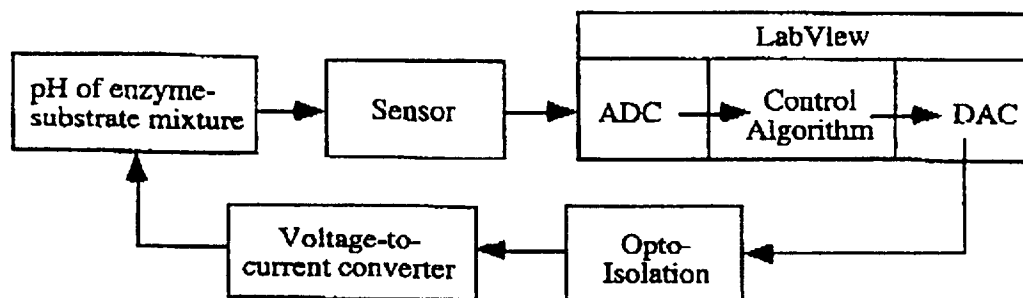 LabView
pH of enzyme-
substrate mixture
Sensor
ADC
Control
Algorithm
DAC
Voltage-to-
current converter
Opto-
Isolation